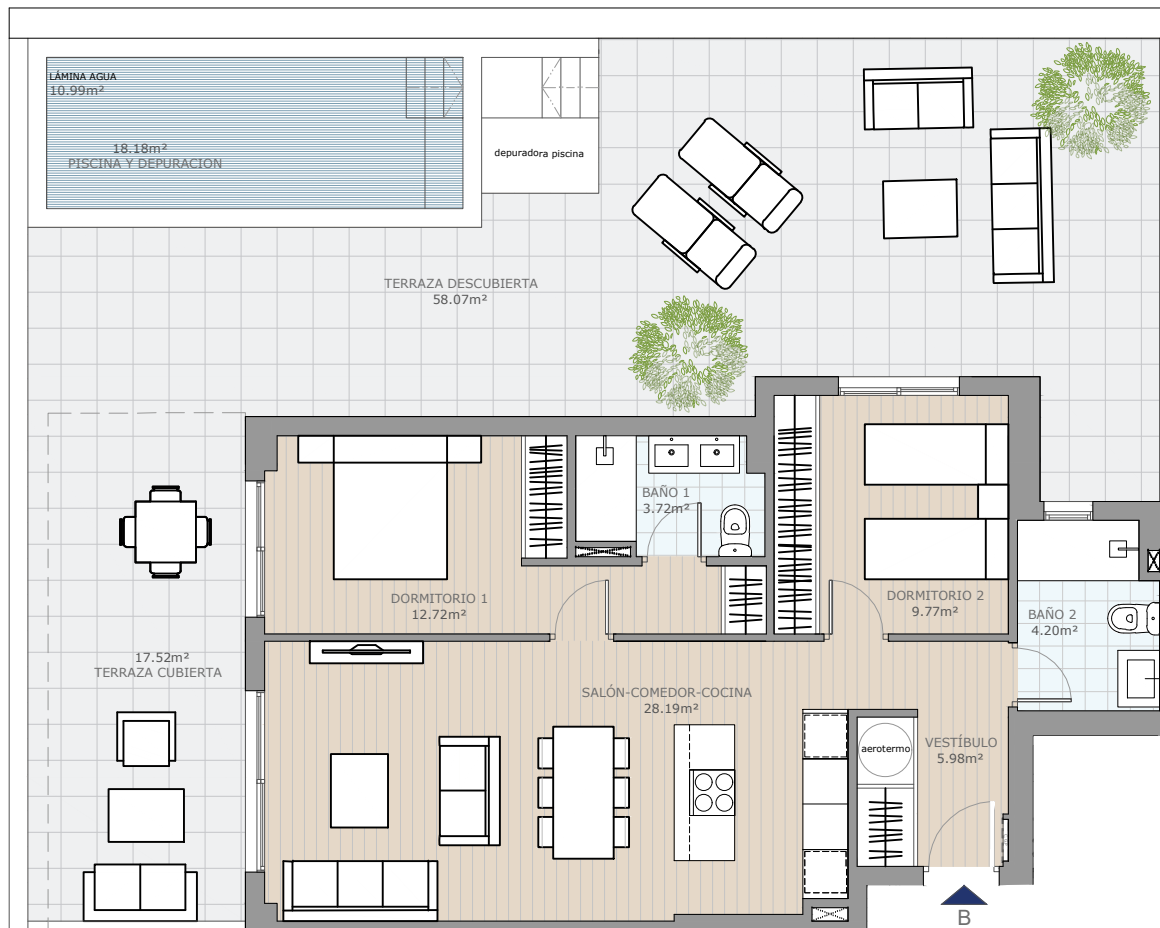 LÁMINA AGUA
10.99m²
18.18m²
PISCINA Y DEPURACION
depuradora piscina
TERRAZA DESCUBIERTA
58.07m²
BAÑO 1
3.72m²
DORMITORIO 1
12.72m²
DORMITORIO 2
9.77m²
BAÑO 2
4.20m²
17.52m²
TERRAZA CUBIERTA
SALÓN-COMEDOR-COCINA
28.19m²
aerotermo
VESTÍBULO
5.98m²
B